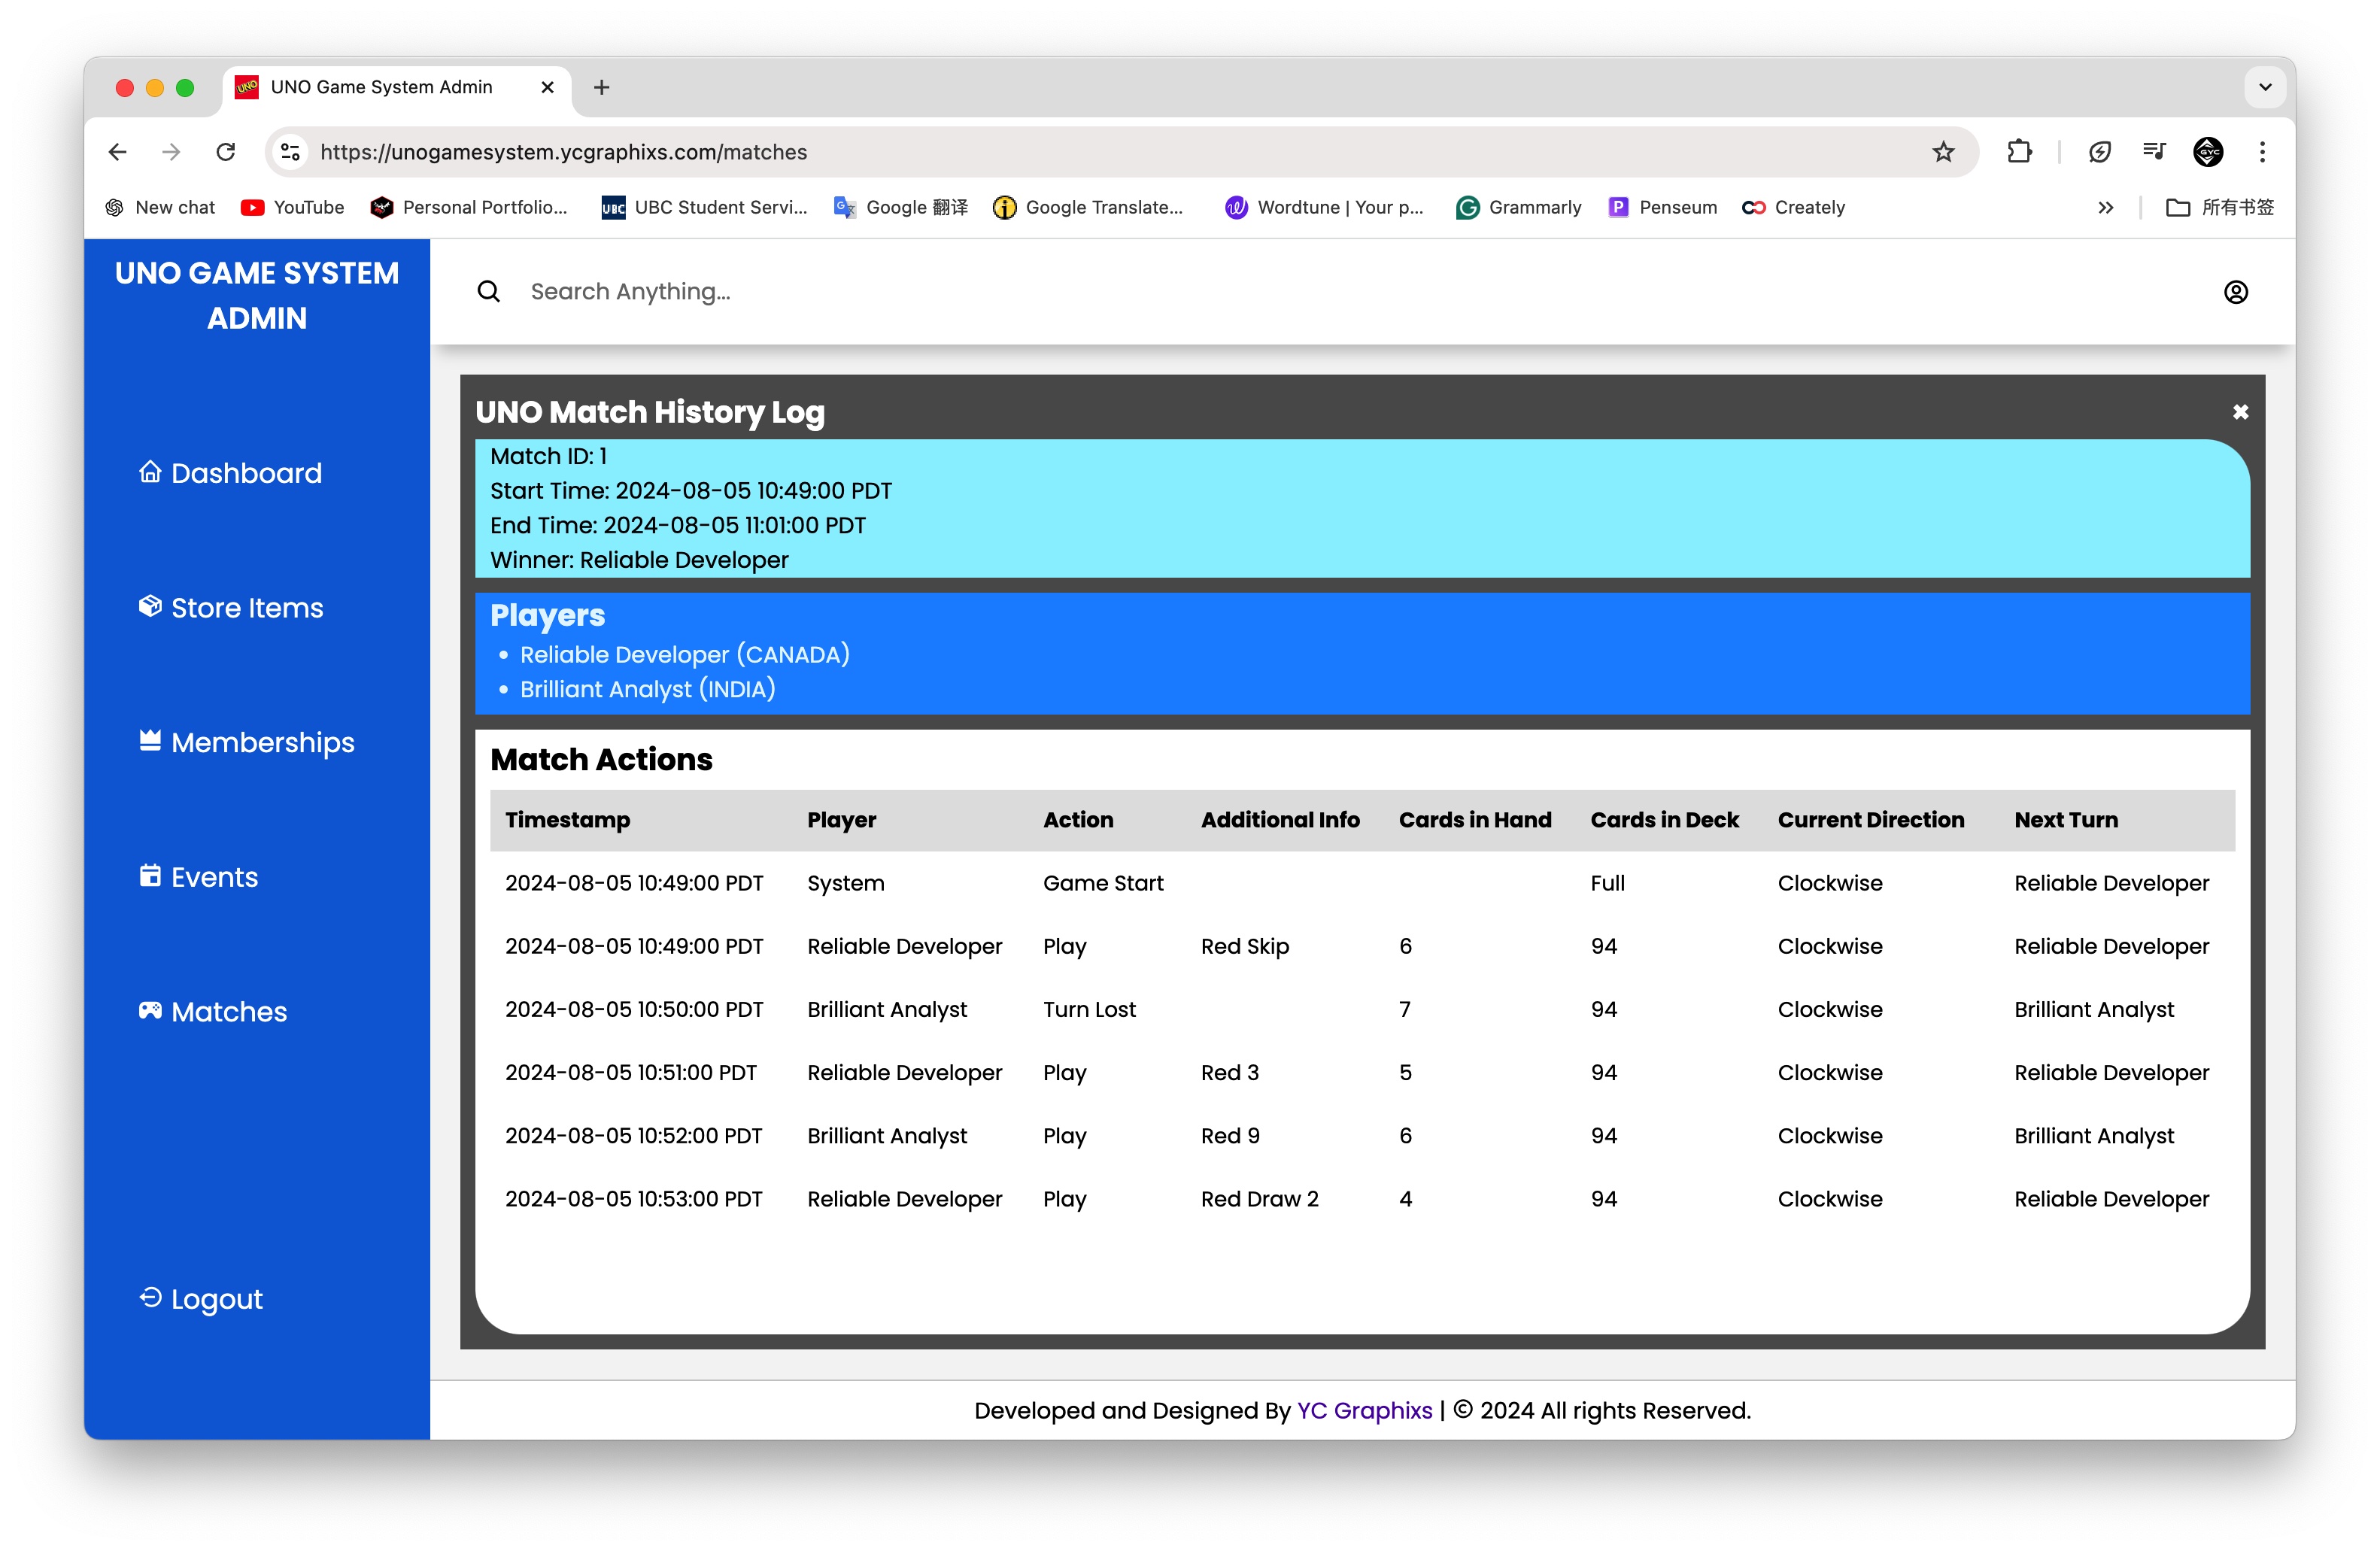 UNO UNO Game System Admin
https://unogamesystem.ycgraphixs.com/matches
GYC
New chat YouTube Personal Portfolio... UBC UBC Student Servi... Google 翻译 Google Translate... Wordtune | Your p... Grammarly P Penseum Creately 所有书签
UNO GAME SYSTEM
ADMIN
Search Anything...
Dashboard
Store Items
Memberships
Events
Matches
Logout
UNO Match History Log
Match ID: 1
Start Time: 2024-08-05 10:49:00 PDT
End Time: 2024-08-05 11:01:00 PDT
Winner: Reliable Developer
Players
• Reliable Developer (CANADA)
• Brilliant Analyst (INDIA)
Match Actions
Timestamp Player Action Additional Info Cards in Hand Cards in Deck Current Direction Next Turn
2024-08-05 10:49:00 PDT System Game Start Full Clockwise Reliable Developer
2024-08-05 10:49:00 PDT Reliable Developer Play Red Skip 6 94 Clockwise Reliable Developer
2024-08-05 10:50:00 PDT Brilliant Analyst Turn Lost 7 94 Clockwise Brilliant Analyst
2024-08-05 10:51:00 PDT Reliable Developer Play Red 3 5 94 Clockwise Reliable Developer
2024-08-05 10:52:00 PDT Brilliant Analyst Play Red 9 6 94 Clockwise Brilliant Analyst
2024-08-05 10:53:00 PDT Reliable Developer Play Red Draw 2 4 94 Clockwise Reliable Developer
Developed and Designed By YC Graphixs | © 2024 All rights Reserved.